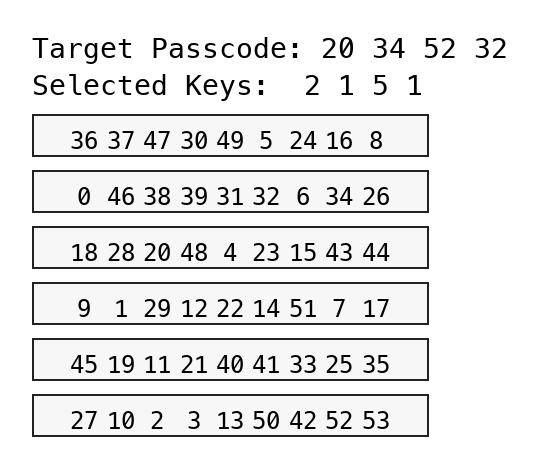 Target Passcode: 20 34 52 32
Selected Keys: 2 1 5 1
36 37 47 30 49 5 24 16 8
0 46 38 39 31 32 6 34 26
18 28 20 48 4 23 15 43 44
9 1 29 12 22 14 51 7 17
45 19 11 21 40 41 33 25 35
27 10 2 3 13 50 42 52 53